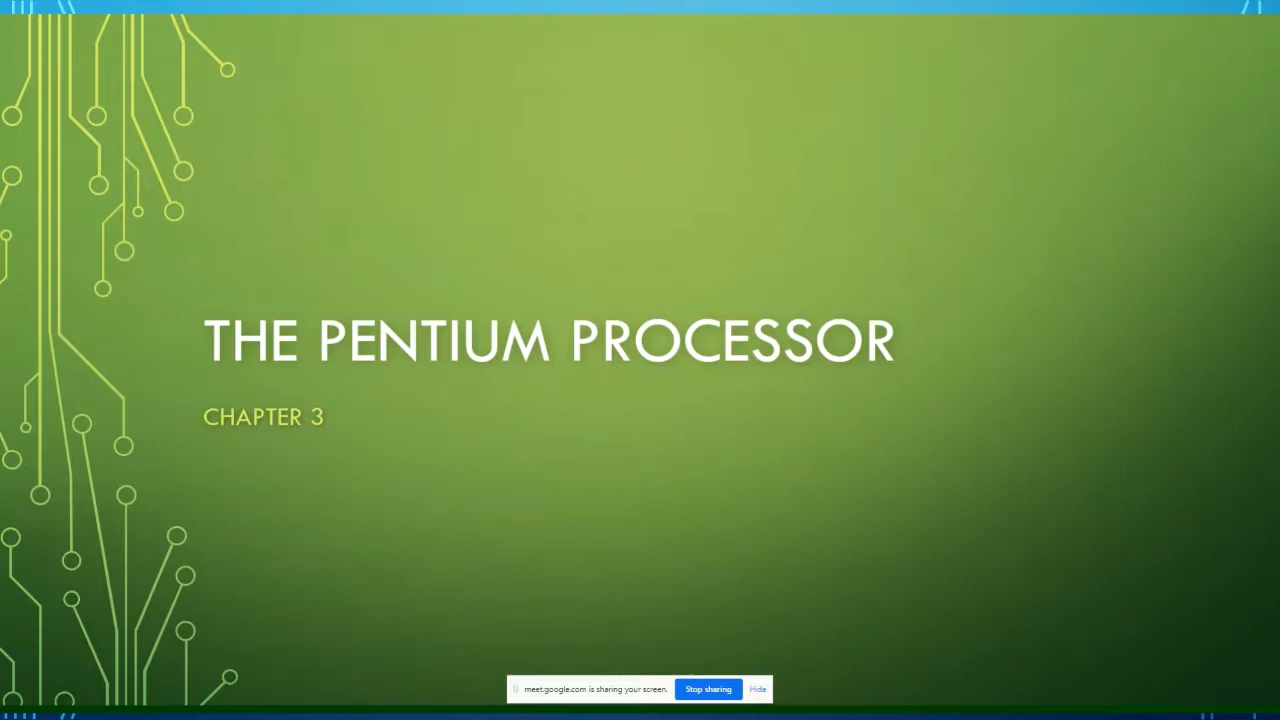 THE PENTIUM PROCESSOR
CHAPTER 3
meet.google.com is sharing your screen. Stop sharing Hide